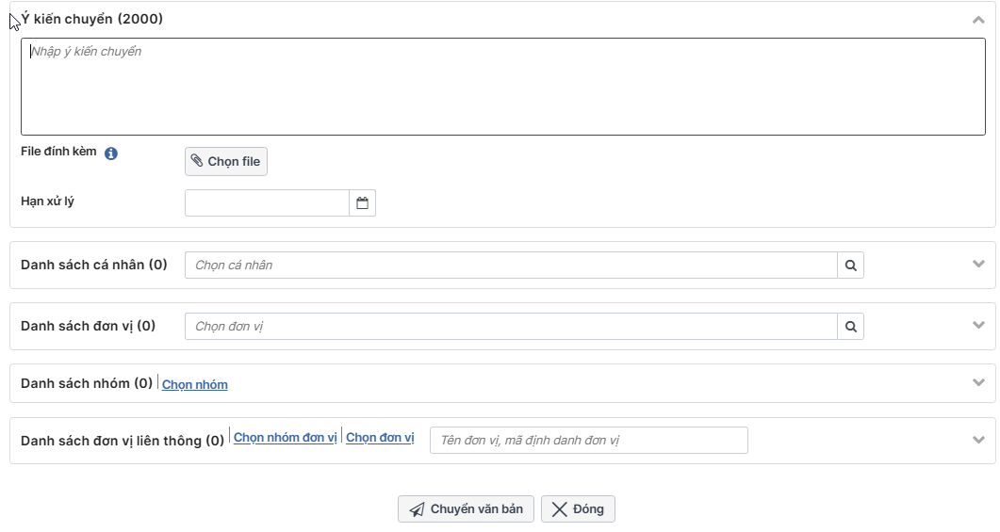 Ý kiến chuyển (2000)
Nhập ý kiến chuyển
File đính kèm
Chọn file
Hạn xử lý
Danh sách cá nhân (0) Chọn cá nhân
Danh sách đơn vị (0) Chọn đơn vị
Danh sách nhóm (0) Chọn nhóm
Danh sách đơn vị liên thông (0) Chọn nhóm đơn vị Chọn đơn vị Tên đơn vị, mã định danh đơn vị
Chuyển văn bản Đóng